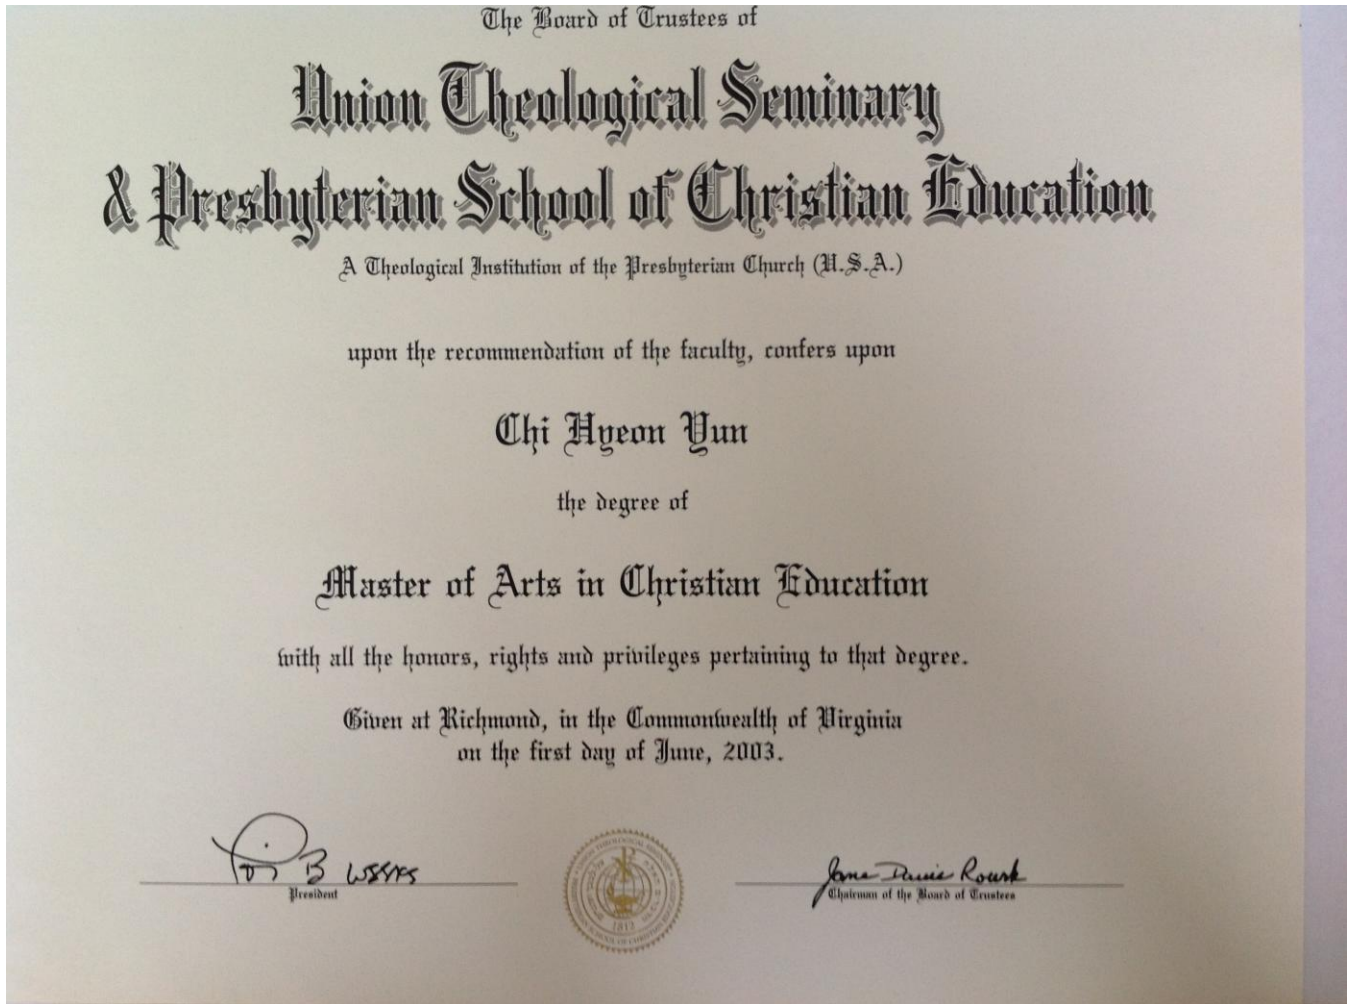 The Board of Trustees of
Union Theological Seminary
& Presbyterian School of Christian Education
A Theological Institution of the Presbyterian Church (U.S.A.)
upon the recommendation of the faculty, confers upon
Chi Hyeon Yun
the degree of
Master of Arts in Christian Education
with all the honors, rights and privileges pertaining to that degree.
Given at Richmond, in the Commonwealth of Virginia
on the first day of June, 2003.
Jane Davis
President
Chairman of the Board of Trustees
1812